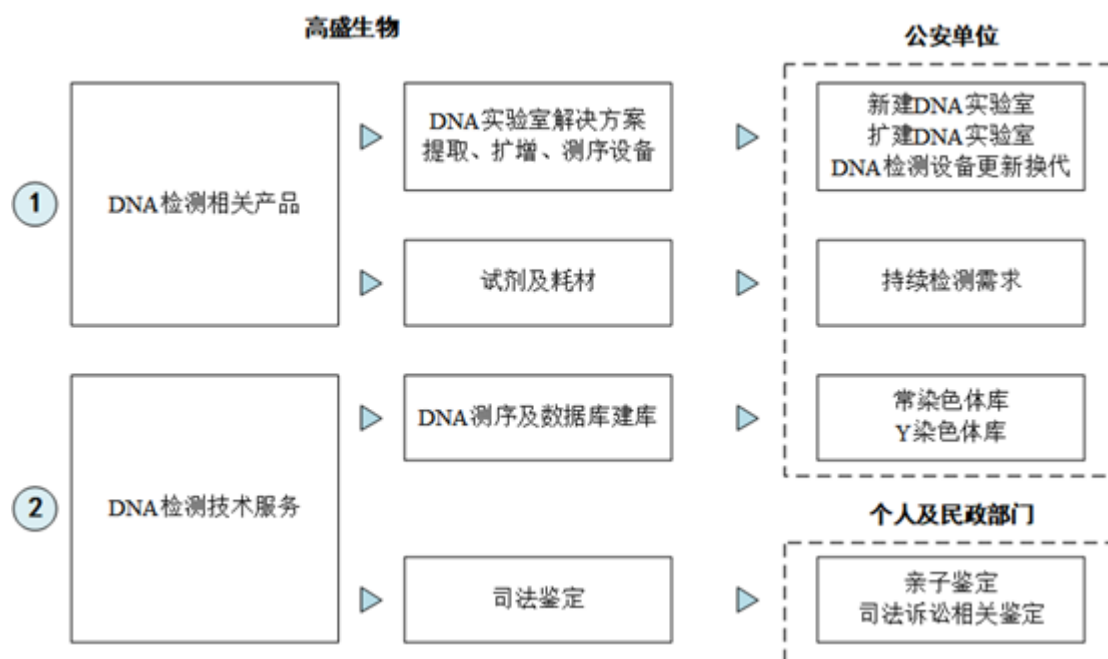 高盛生物
公安单位
1
DNA检测相关产品
DNA实验室解决方案
提取、扩增、测序设备
新建DNA实验室
扩建DNA实验室
DNA检测设备更新换代
试剂及耗材
持续检测需求
2
DNA检测技术服务
DNA测序及数据库建库
常染色体库
Y染色体库
个人及民政部门
司法鉴定
亲子鉴定
司法诉讼相关鉴定